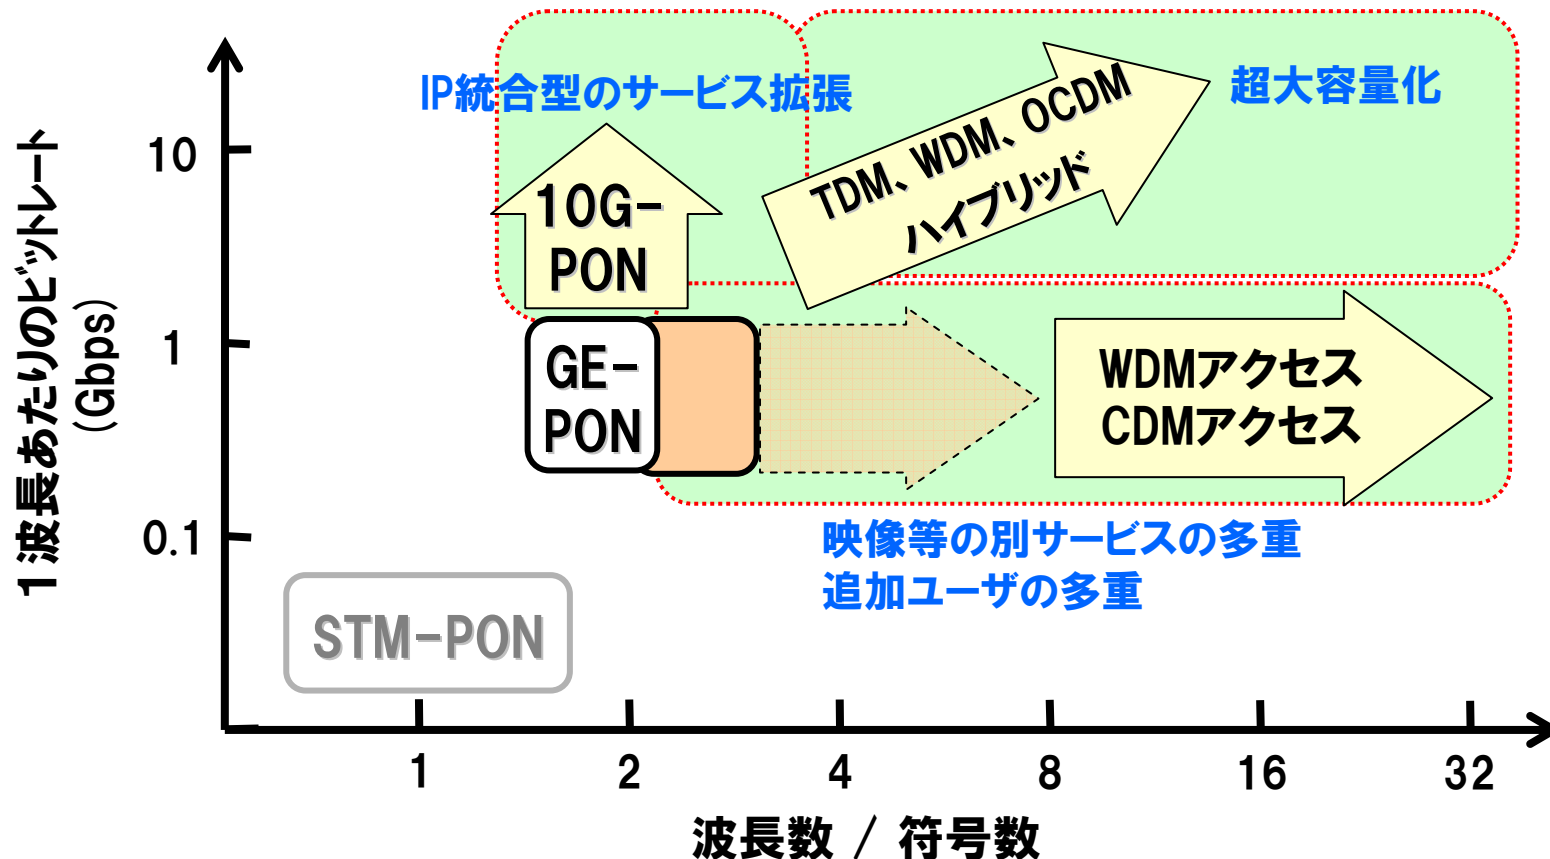 IP統合型のサービス拡張
超大容量化
TDM、WDM、OCDM
ハイブリッド
10G-
PON
GE-
PON
WDMアクセス
CDMアクセス
映像等の別サービスの多重
追加ユーザの多重
STM-PON
1波長あたりのビットレート
(Gbps)
10
1
0.1
1
2
4
8
16
32
波長数 / 符号数